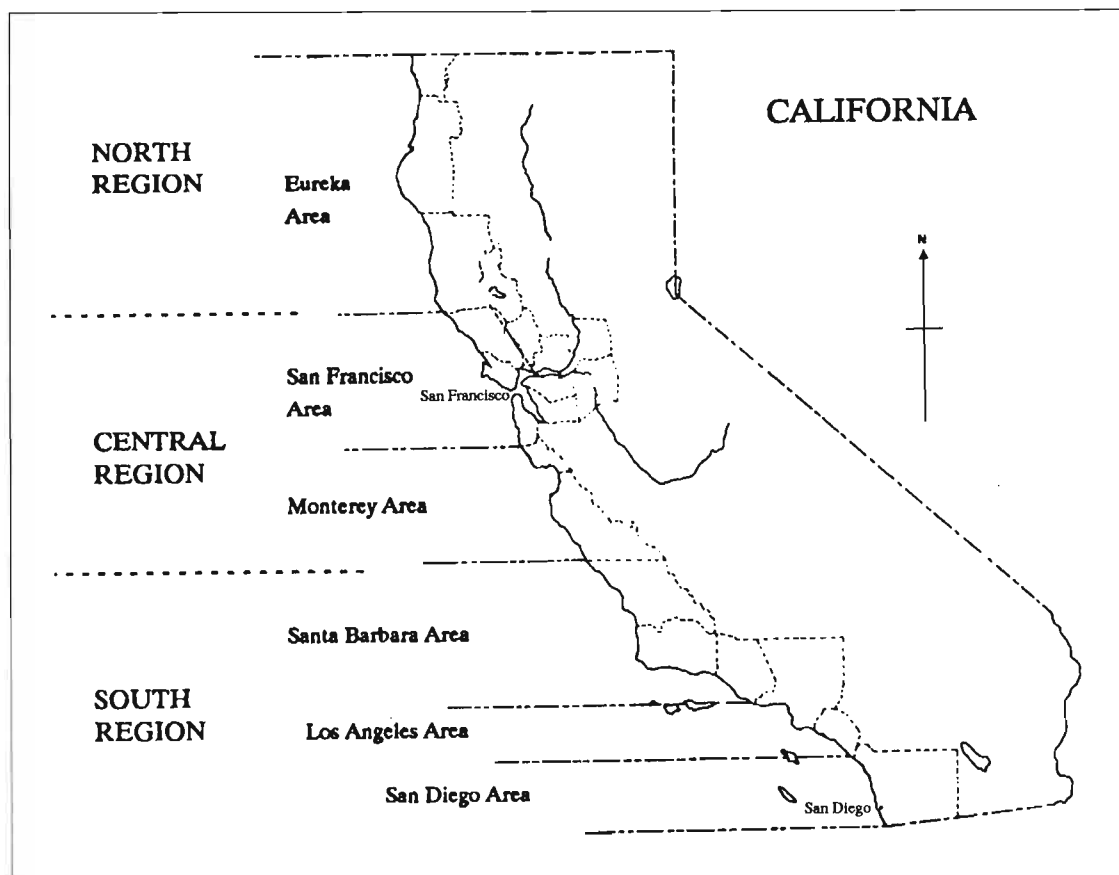 CALIFORNIA
NORTH
REGION
Eureka
Area
N
San Francisco
Area
San Francisco
CENTRAL
REGION
Monterey Area
Santa Barbara Area
SOUTH
REGION
Los Angeles Area
San Diego Area
San Diego